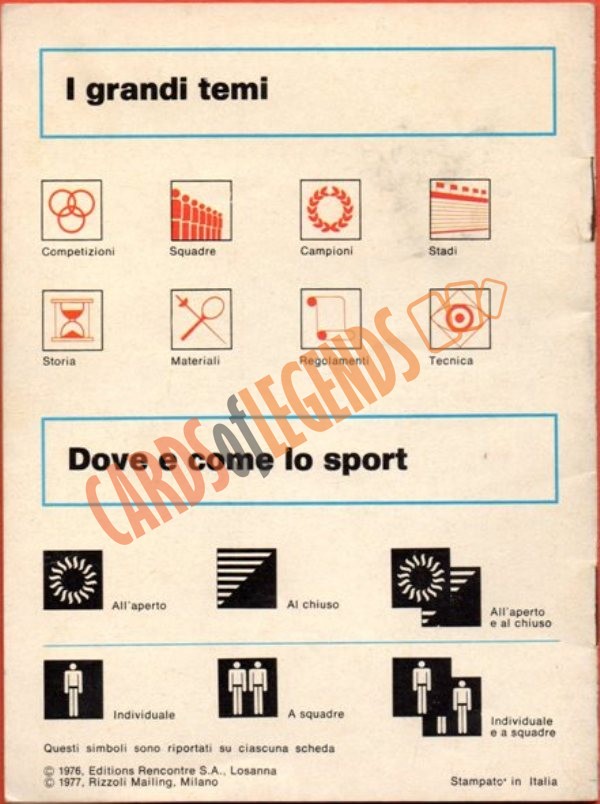 I grandi temi
Competizioni
Squadre
Campioni
Stadi
Storia
Materiali
Regolamenti
Tecnica
CARDSofLEGENDS
Dove e come lo sport
All'aperto
Al chiuso
All'aperto
e al chiuso
Individuale
A squadre
Individuale
e a squadre
Questi simboli sono riportati su ciascuna scheda
© 1976, Editions Rencontre S.A., Losanna
© 1977, Rizzoli Mailing, Milano
Stampato in Italia